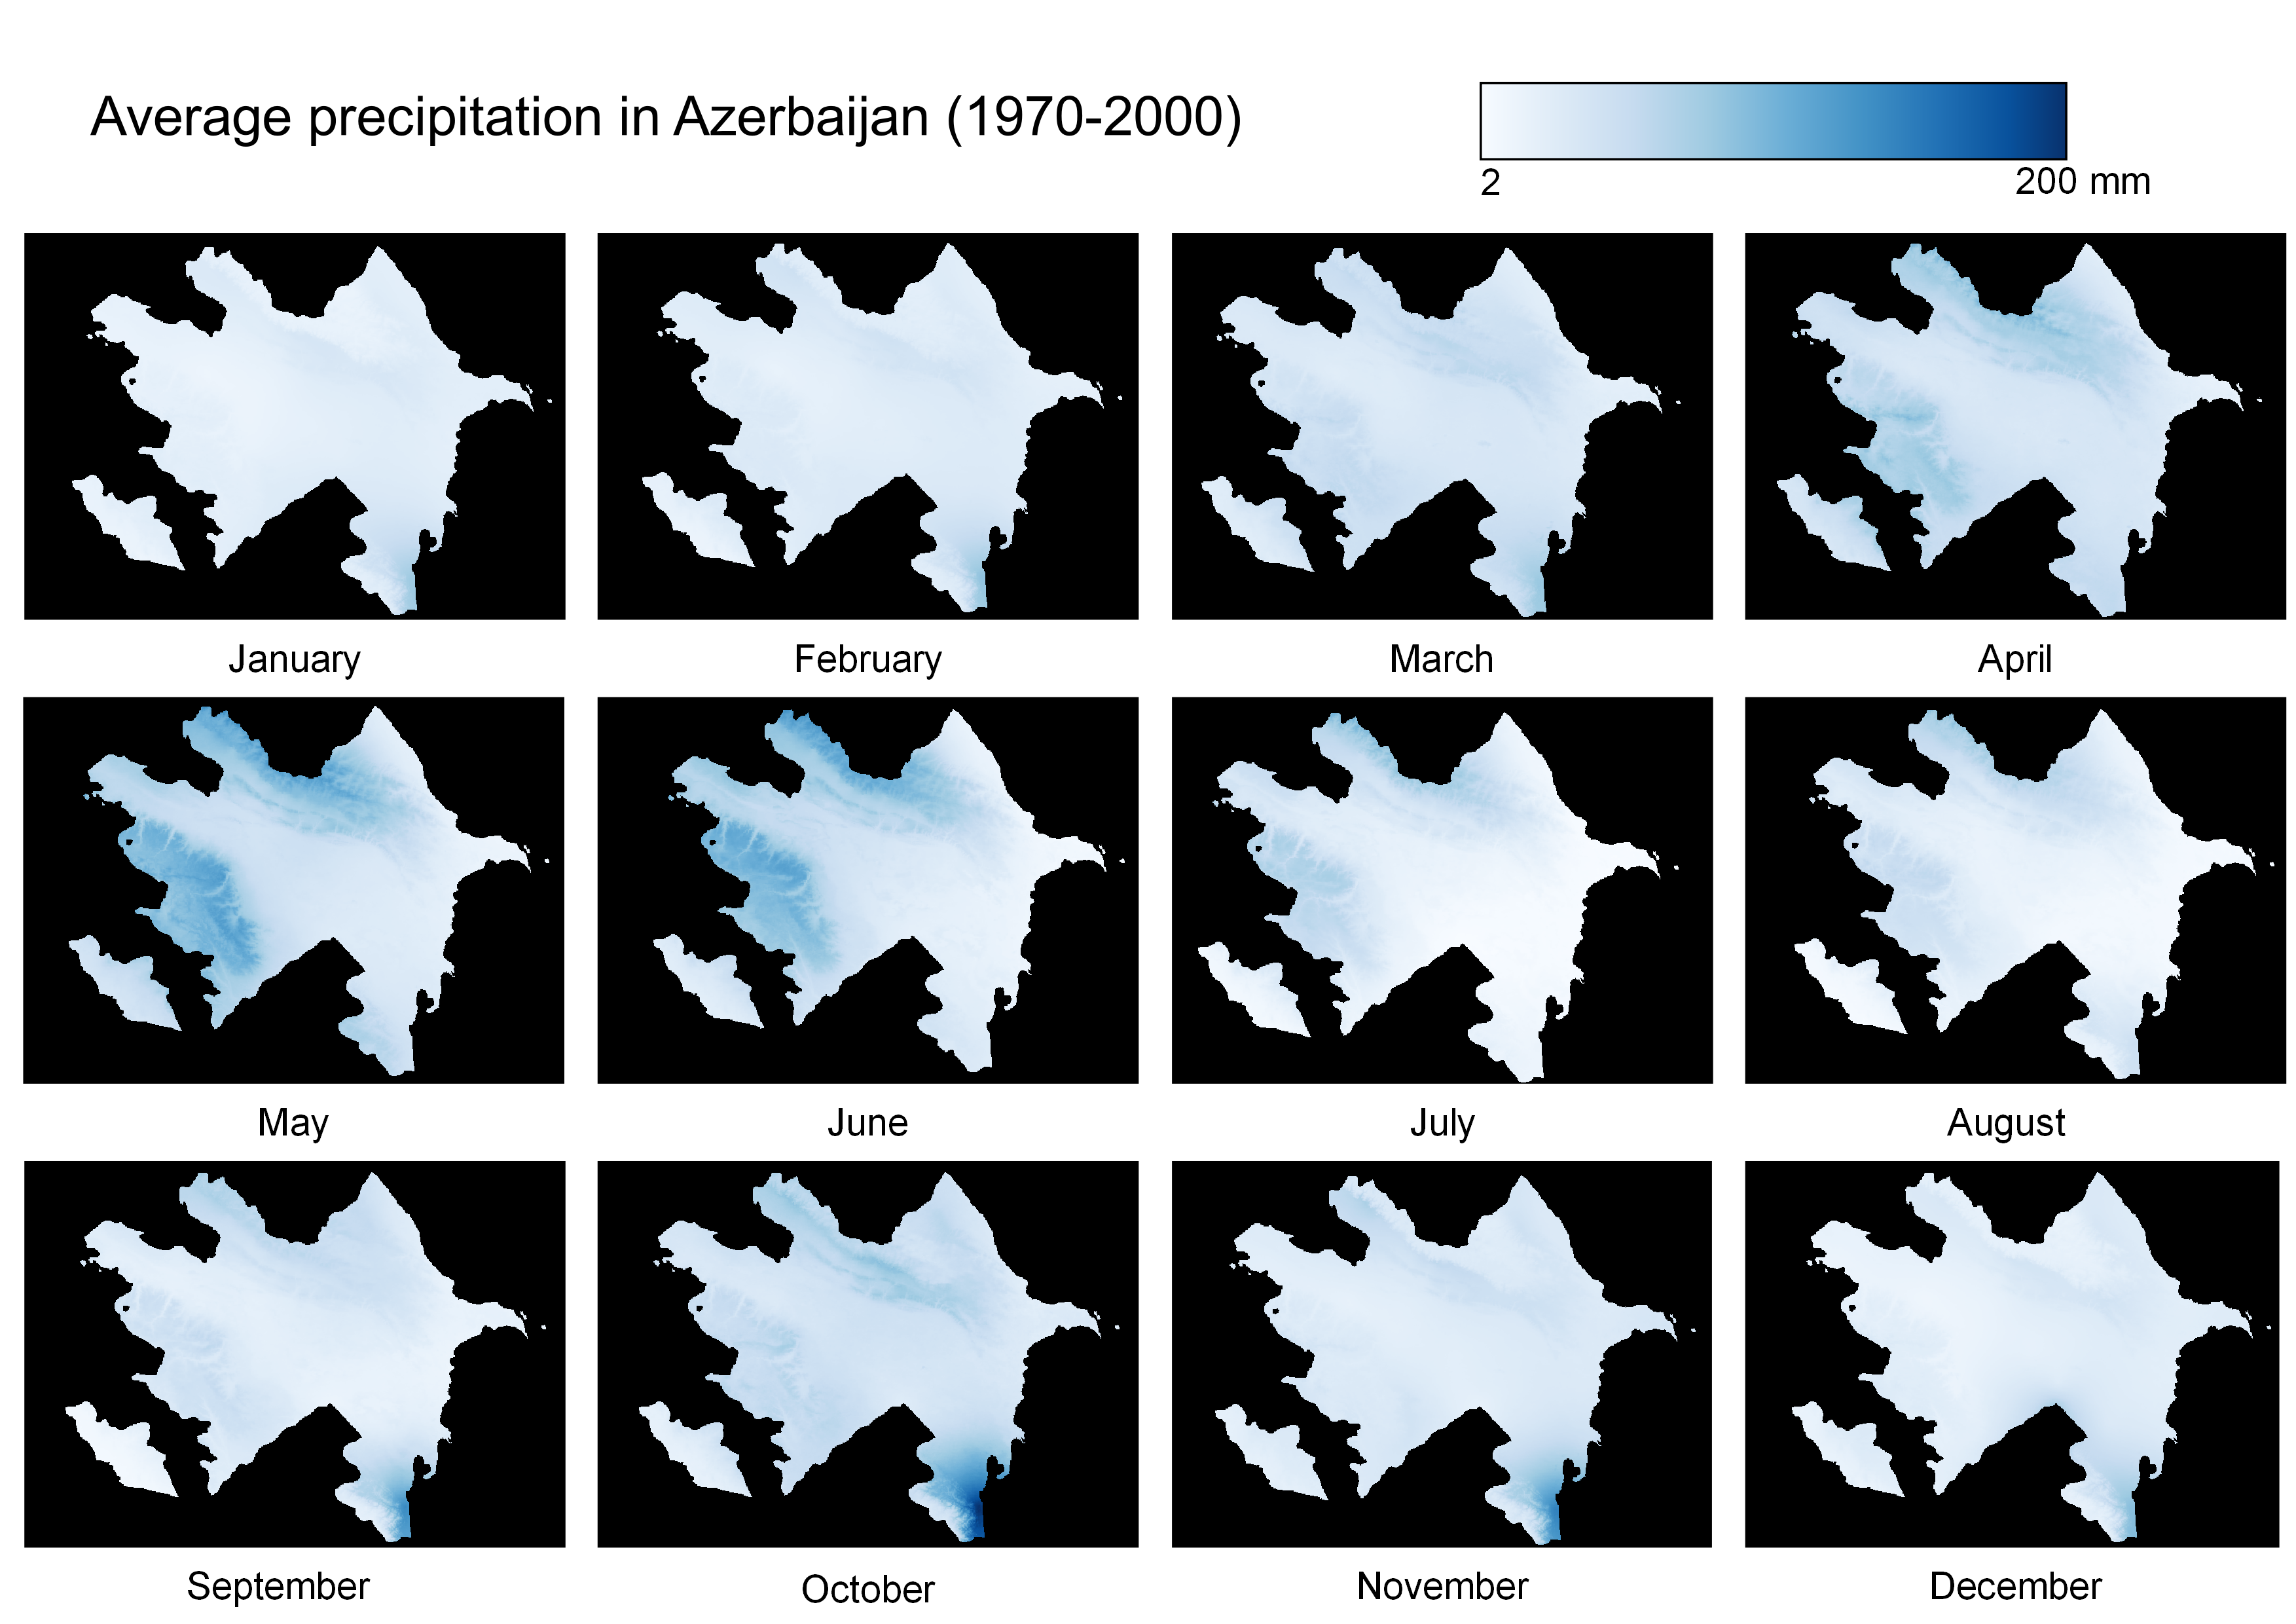 Average precipitation in Azerbaijan (1970-2000)
2 200 mm
January February March April
May June July August
September October November December